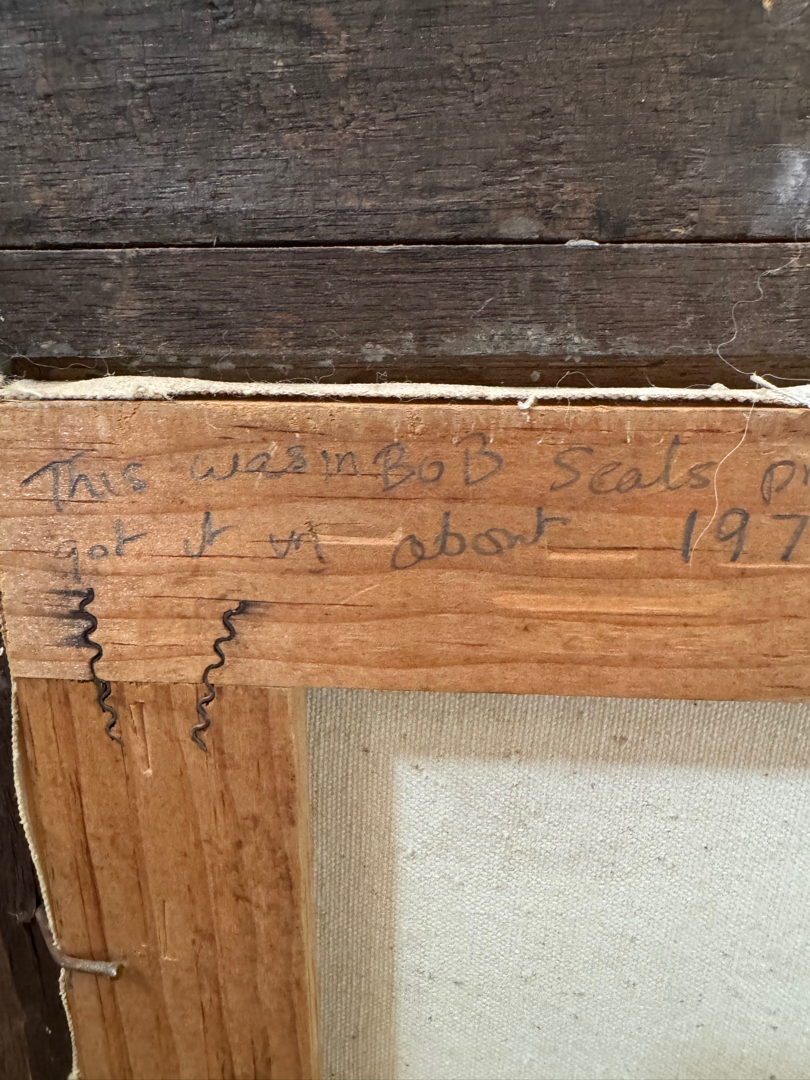 This was in BOB Seals p
got it in about 197